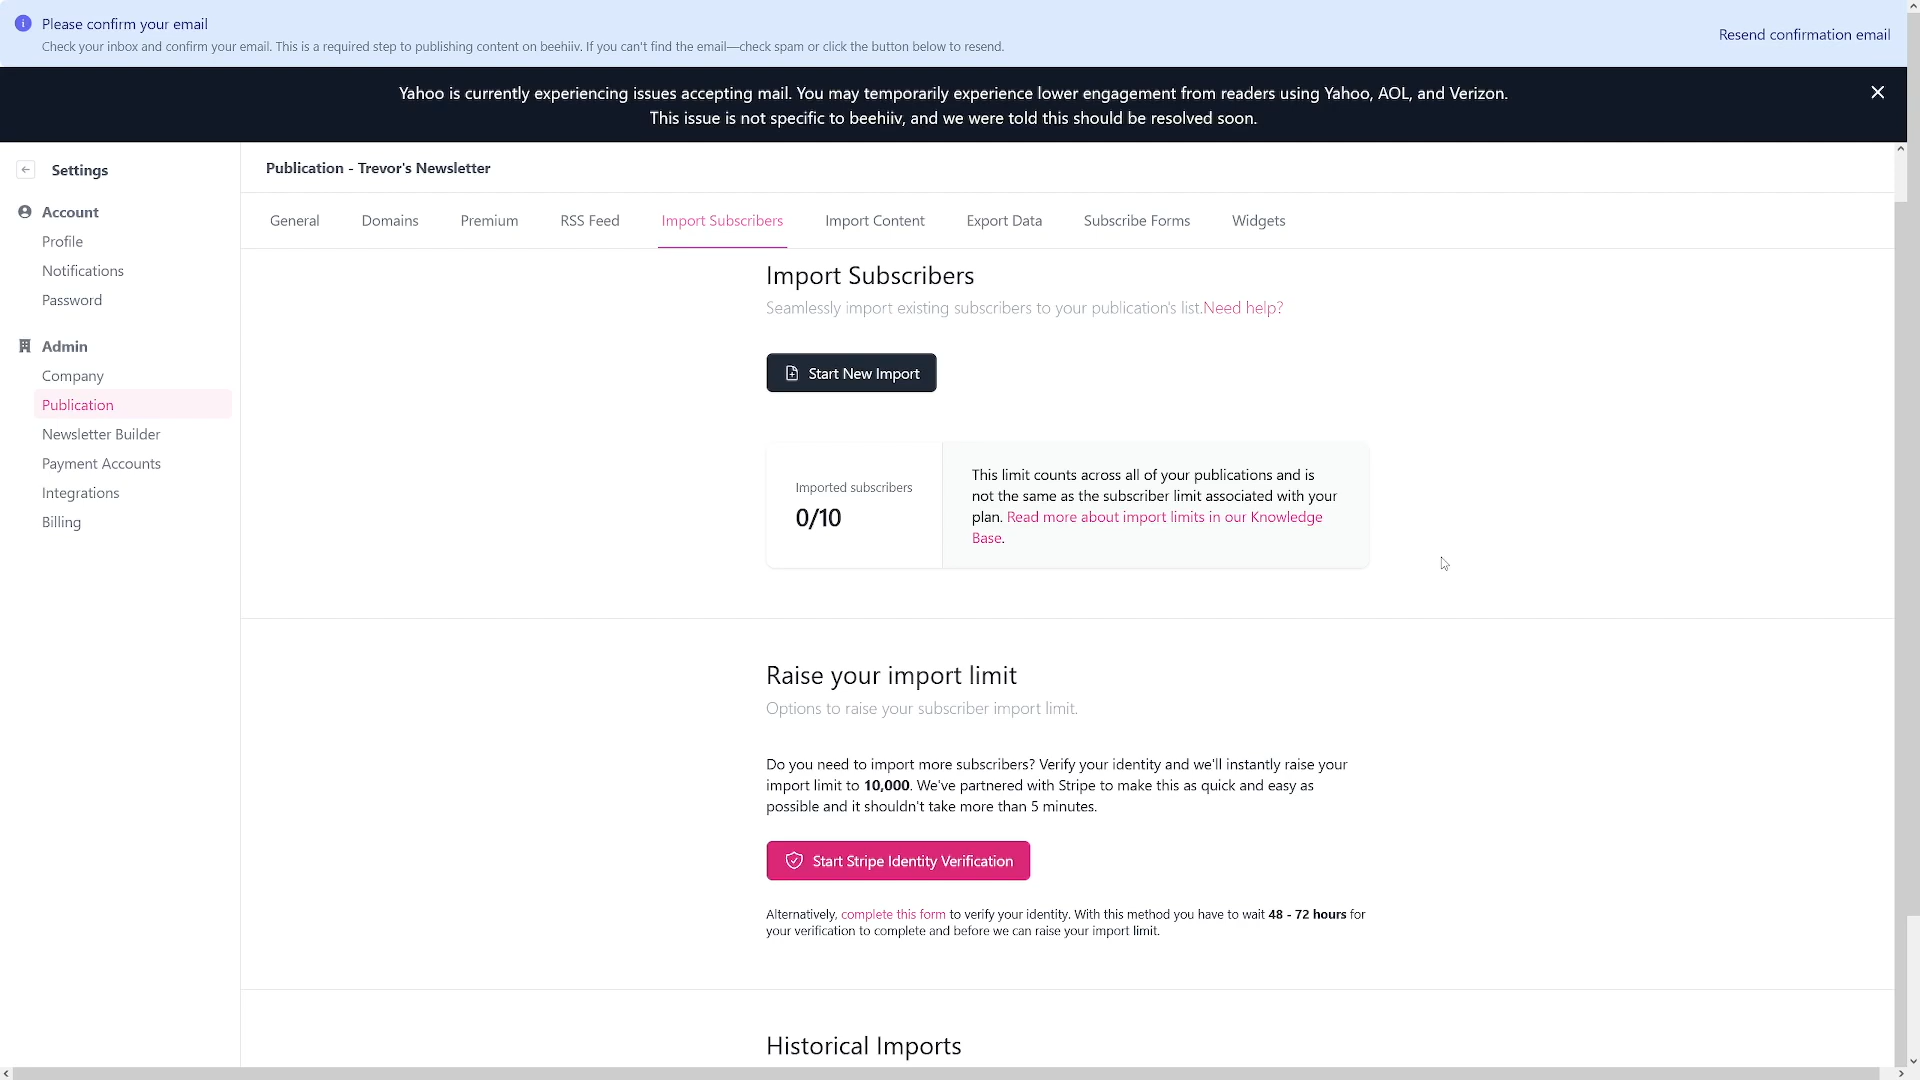 Please confirm your email
Check your inbox and confirm your email. This is a required step to publishing content on beehiiv. If you can't find the email—check spam or click the button below to resend.
Resend confirmation email
Yahoo is currently experiencing issues accepting mail. You may temporarily experience lower engagement from readers using Yahoo, AOL, and Verizon.
This issue is not specific to beehiiv, and we were told this should be resolved soon.
Settings
Account
Profile
Notifications
Password
Admin
Company
Publication
Newsletter Builder
Payment Accounts
Integrations
Billing
Publication - Trevor's Newsletter
General
Domains
Premium
RSS Feed
Import Subscribers
Import Content
Export Data
Subscribe Forms
Widgets
Import Subscribers
Seamlessly import existing subscribers to your publication's list.Need help?
Start New Import
Imported subscribers
0/10
This limit counts across all of your publications and is
not the same as the subscriber limit associated with your
plan. Read more about import limits in our Knowledge
Base.
Raise your import limit
Options to raise your subscriber import limit.
Do you need to import more subscribers? Verify your identity and we'll instantly raise your
import limit to 10,000. We've partnered with Stripe to make this as quick and easy as
possible and it shouldn't take more than 5 minutes.
Start Stripe Identity Verification
Alternatively, complete this form to verify your identity. With this method you have to wait 48 - 72 hours for
your verification to complete and before we can raise your import limit.
Historical Imports